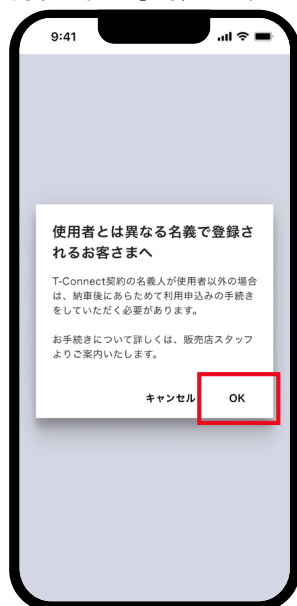 9:41
使用者とは異なる名義で登録さ
れるお客さまへ
T-Connect契約の名義人が使用者以外の場合
は、納車後にあらためて利用申込みの手続き
をしていただく必要があります。
お手続きについて詳しくは、販売店スタッフ
よりご案内いたします。
キャンセル
OK